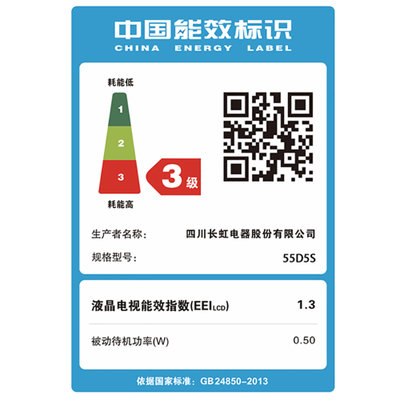 中国能效标识
CHINA ENERGY LABEL
耗能低
1
2
3
3级
耗能高
生产者名称： 四川长虹电器股份有限公司
规格型号： 55D5S
液晶电视能效指数(EEILCD) 1.3
被动待机功率(W) 0.50
依据国家标准：GB 24850-2013